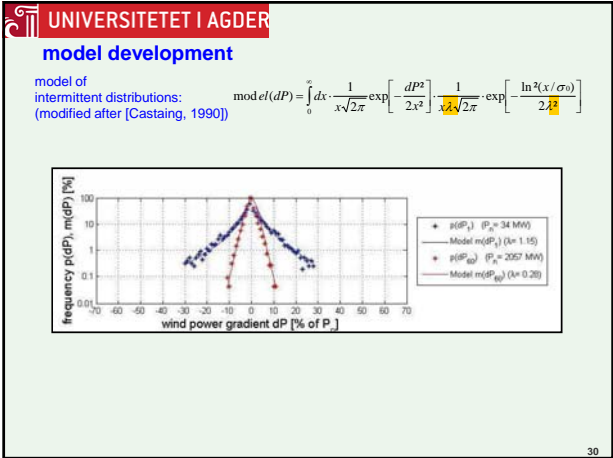 UNIVERSITETET I AGDER
model development
model of
intermittent distributions:
(modified after [Castaing, 1990])
mod el(dP) = ∫₀^∞ dx · 1/(x√2π) exp[− dP²/2x²] · 1/(xλ√2π) · exp[− ln²(x/σ₀)/2λ²]
frequency p(dP), m(dP) [%]
100
10
1
0.1
0.01
-70 -60 -50 -40 -30 -20 -10 0 10 20 30 40 50 60 70
wind power gradient dP [% of Pn]
p(dP1) (Pn= 34 MW)
Model m(dP1) (λ= 1.15)
p(dP60) (Pn= 2057 MW)
Model m(dP60) (λ= 0.28)
30